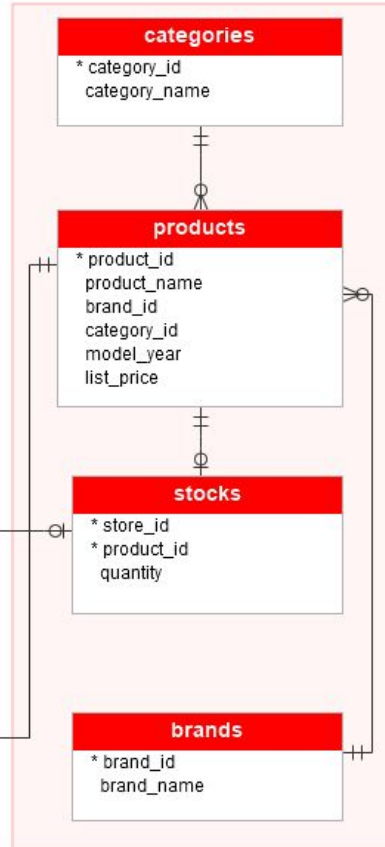 categories
* category_id
category_name
products
* product_id
product_name
brand_id
category_id
model_year
list_price
stocks
* store_id
* product_id
quantity
brands
* brand_id
brand_name